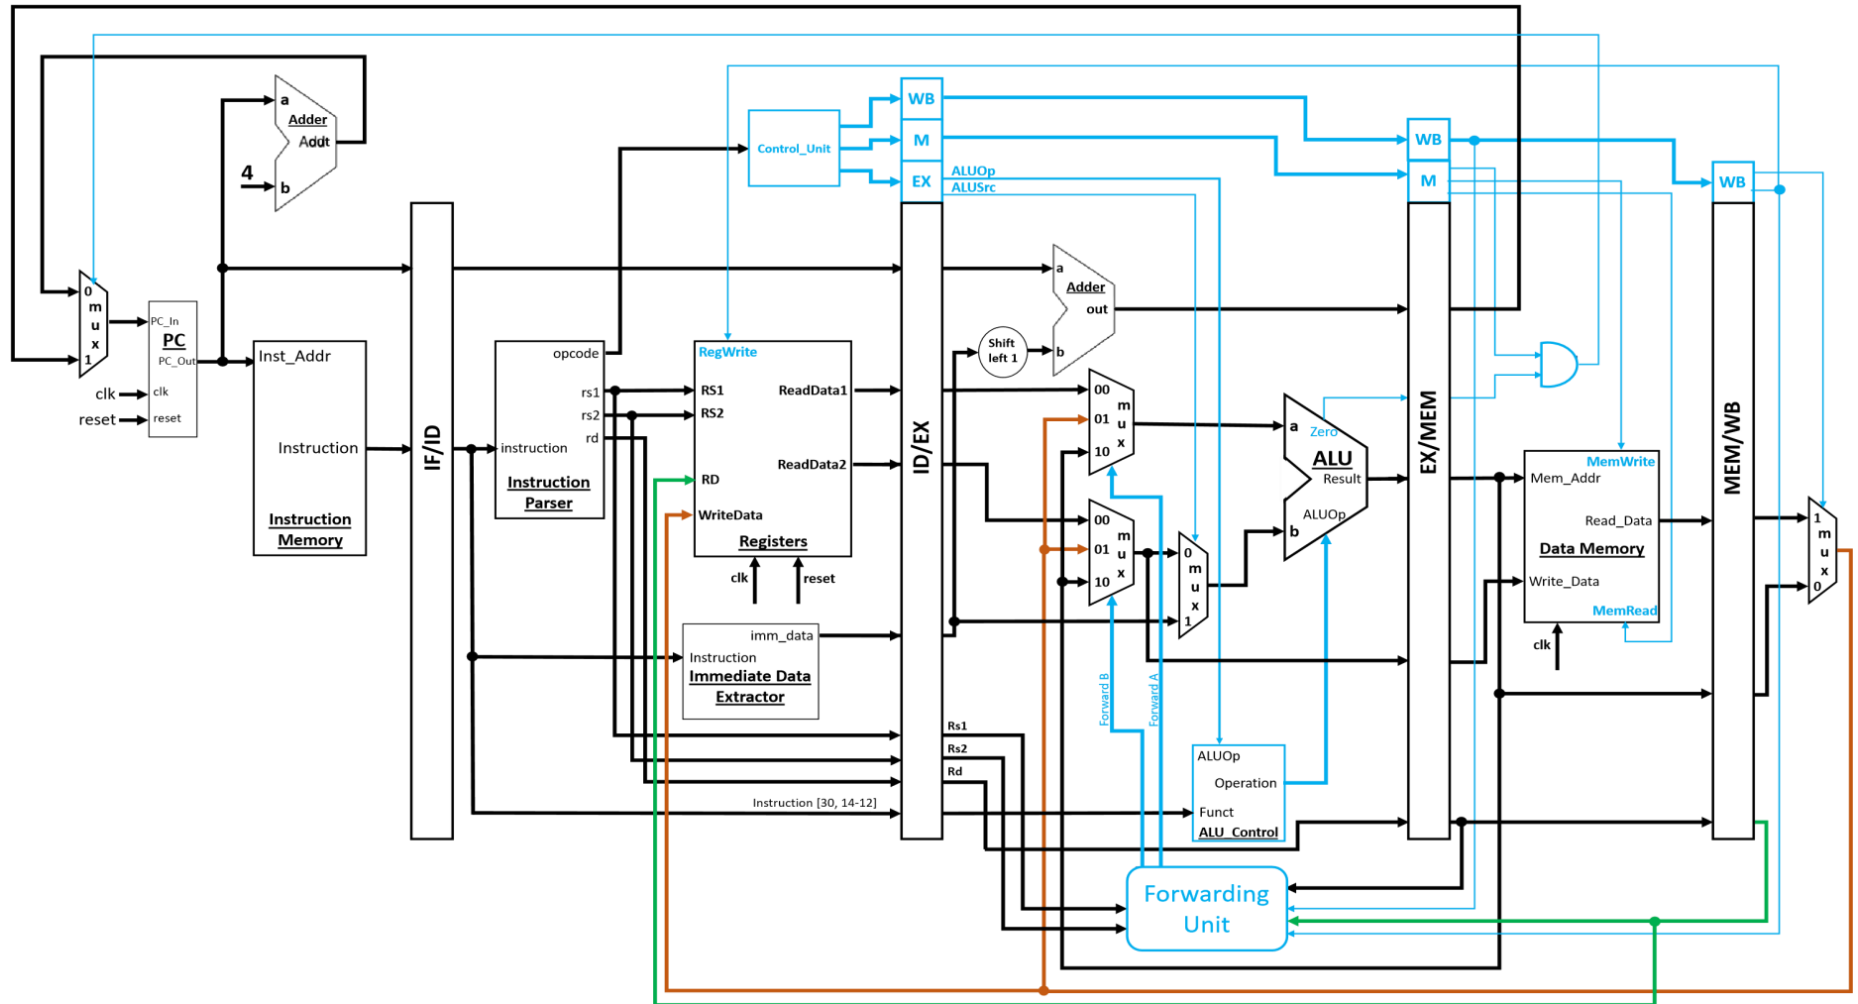 WB
M
EX
ALUOp
ALUSrc
Control_Unit
WB
M
WB
a
Adder
Addt
4
b
0
m
u
x
1
PC_In
PC
PC_Out
clk
clk
reset
reset
Inst_Addr
Instruction
Instruction
Memory
IF/ID
opcode
rs1
rs2
rd
instruction
Instruction
Parser
RegWrite
RS1
RS2
RD
WriteData
ReadData1
ReadData2
Registers
clk
reset
imm_data
Instruction
Immediate Data
Extractor
Instruction [30, 14-12]
ID/EX
Rs1
Rs2
Rd
a
Adder
out
b
Shift
left 1
00
01
10
m
u
x
00
01
10
m
u
x
0
m
u
x
1
a
Zero
ALU
Result
ALUOp
b
Forward B
Forward A
ALUOp
Operation
Funct
ALU_Control
Forwarding
Unit
EX/MEM
MemWrite
Mem_Addr
Read_Data
Data Memory
Write_Data
MemRead
clk
MEM/WB
1
m
u
x
0